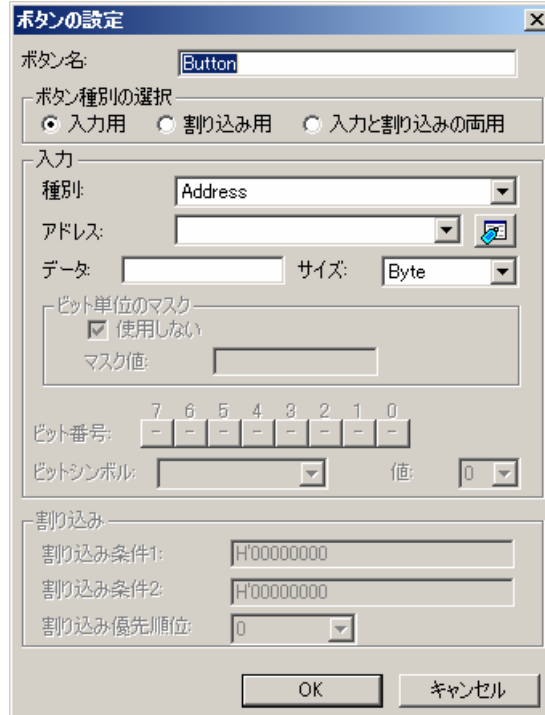 ボタンの設定
ボタン名: Button
ボタン種別の選択
入力用 割り込み用 入力と割り込みの両用
入力
種別: Address
アドレス:
データ: サイズ: Byte
ビット単位のマスク
使用しない
マスク値:
7 6 5 4 3 2 1 0
ビット番号: - - - - - - - -
ビットシンボル: 値: 0
割り込み
割り込み条件1: H'00000000
割り込み条件2: H'00000000
割り込み優先順位: 0
OK キャンセル